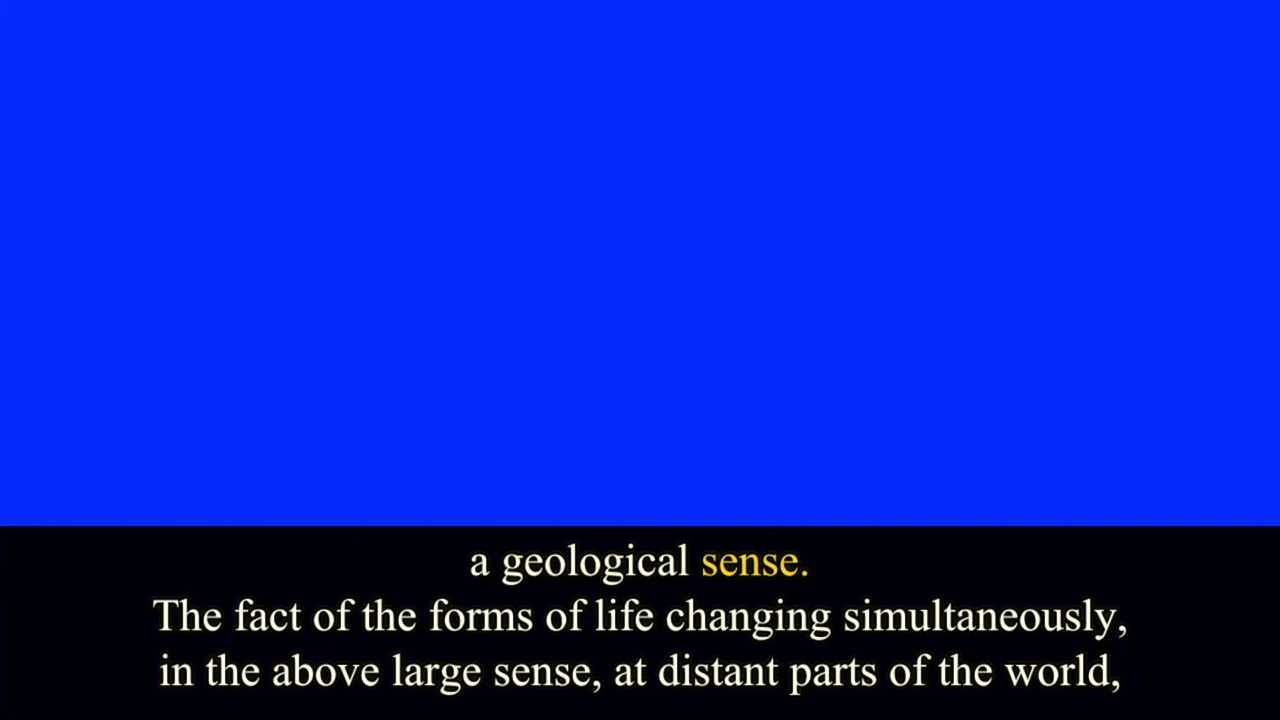 a geological sense.
The fact of the forms of life changing simultaneously,
in the above large sense, at distant parts of the world,